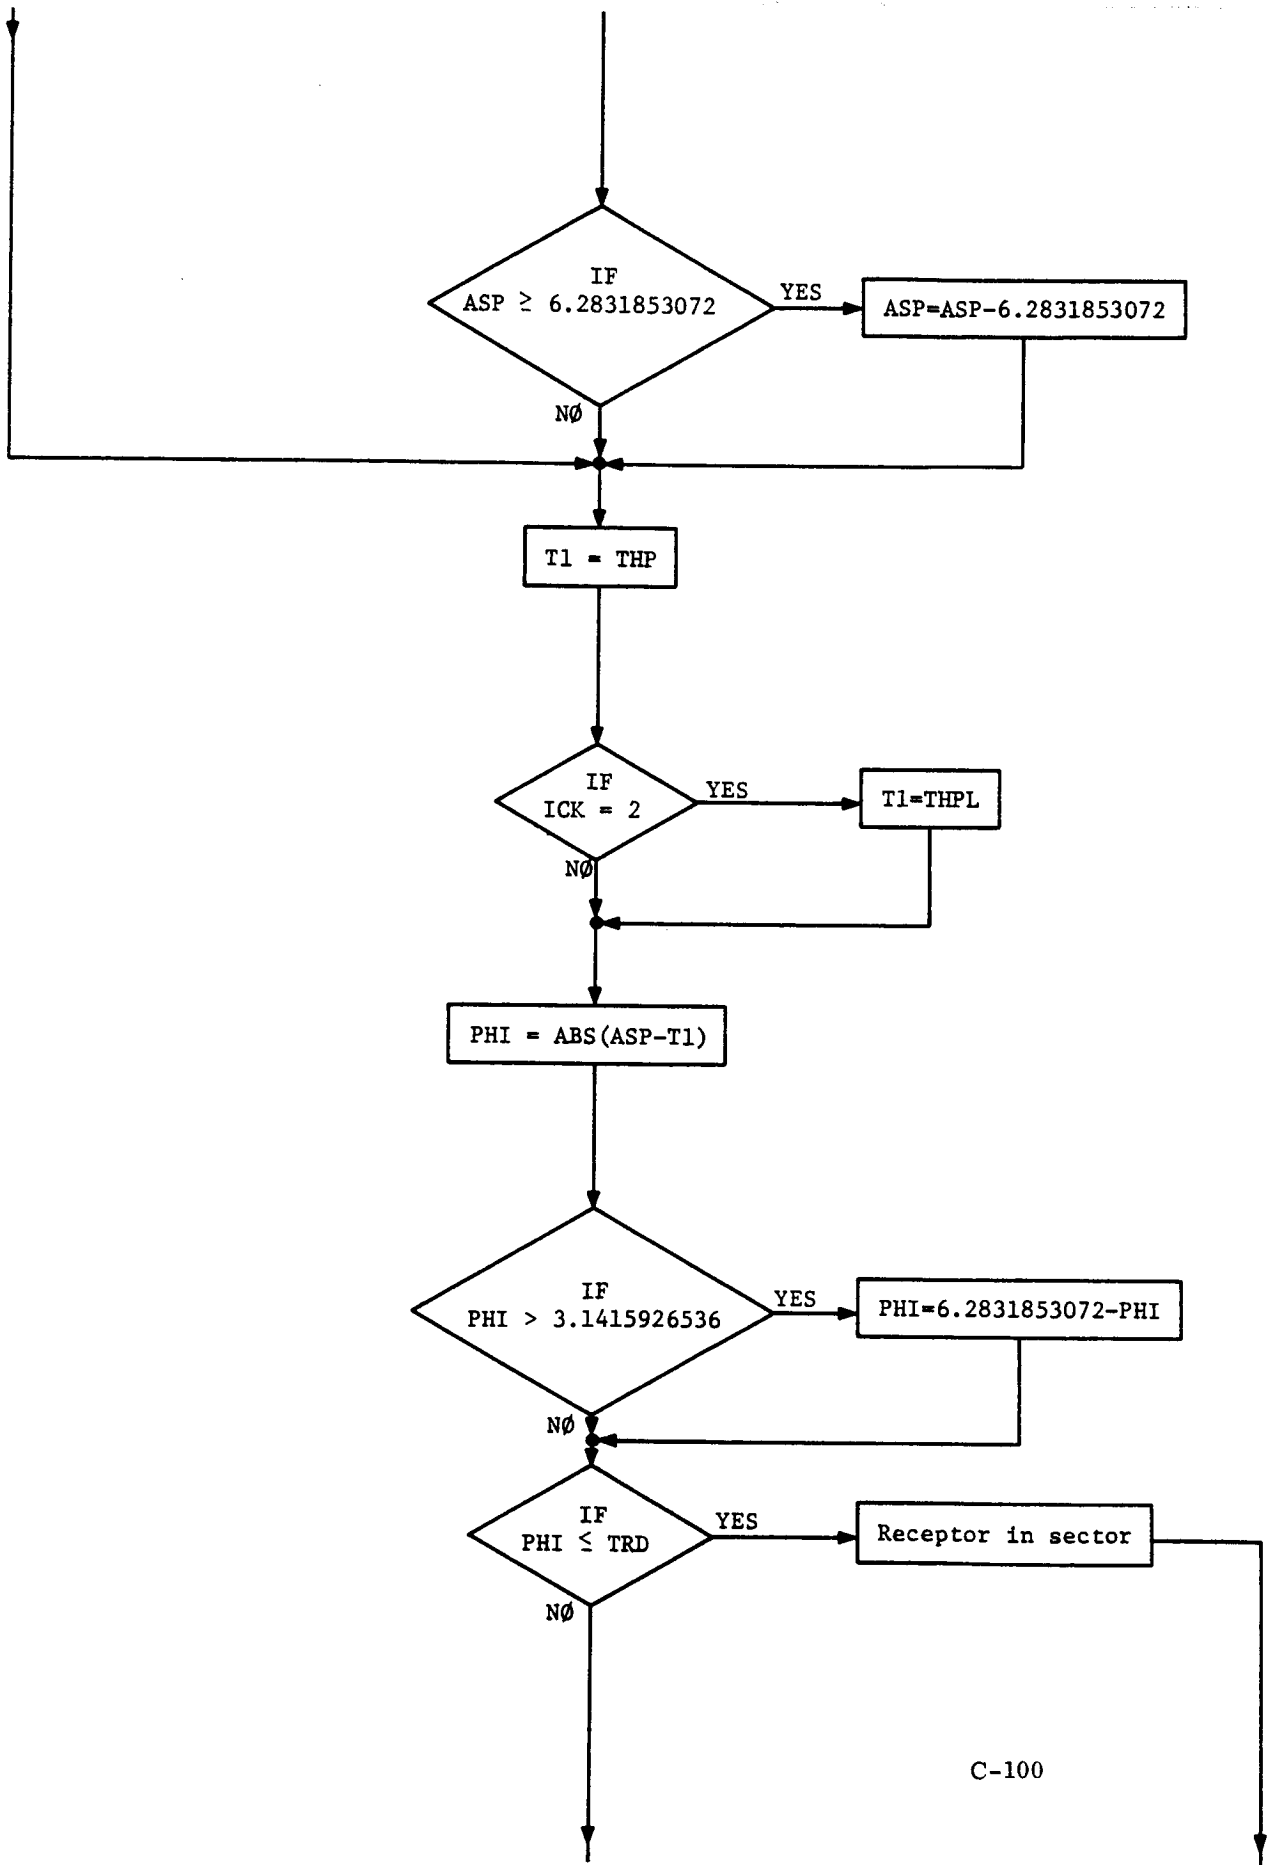 IF
ASP ≥ 6.2831853072
YES
ASP=ASP-6.2831853072
NØ
T1 = THP
IF
ICK = 2
YES
T1=THPL
NØ
PHI = ABS(ASP-T1)
IF
PHI > 3.1415926536
YES
PHI=6.2831853072-PHI
NØ
IF
PHI ≤ TRD
YES
Receptor in sector
NØ
C-100